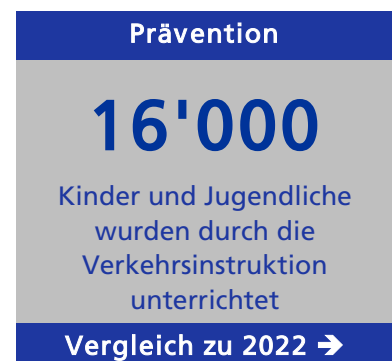 Prävention
16'000
Kinder und Jugendliche
wurden durch die
Verkehrsinstruktion
unterrichtet
Vergleich zu 2022 ➔